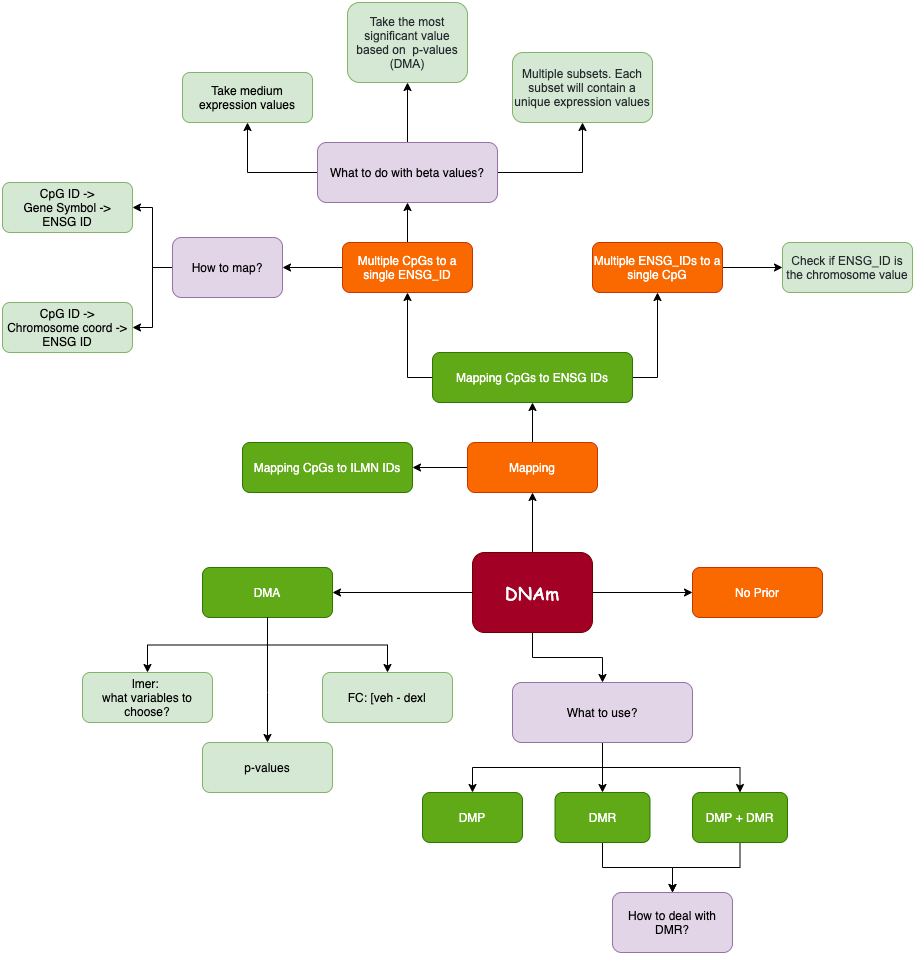 Take the most
significant value
based on p-values
(DMA)
Multiple subsets. Each
subset will contain a
unique expression values
Take medium
expression values
What to do with beta values?
CpG ID ->
Gene Symbol ->
ENSG ID
How to map?
Multiple CpGs to a
single ENSG_ID
Multiple ENSG_IDs to a
single CpG
Check if ENSG_ID is
the chromosome value
CpG ID ->
Chromosome coord ->
ENSG ID
Mapping CpGs to ENSG IDs
Mapping CpGs to ILMN IDs
Mapping
DMA
DNAm
No Prior
lmer:
what variables to
choose?
FC: [veh - dexl
What to use?
p-values
DMP
DMR
DMP + DMR
How to deal with
DMR?